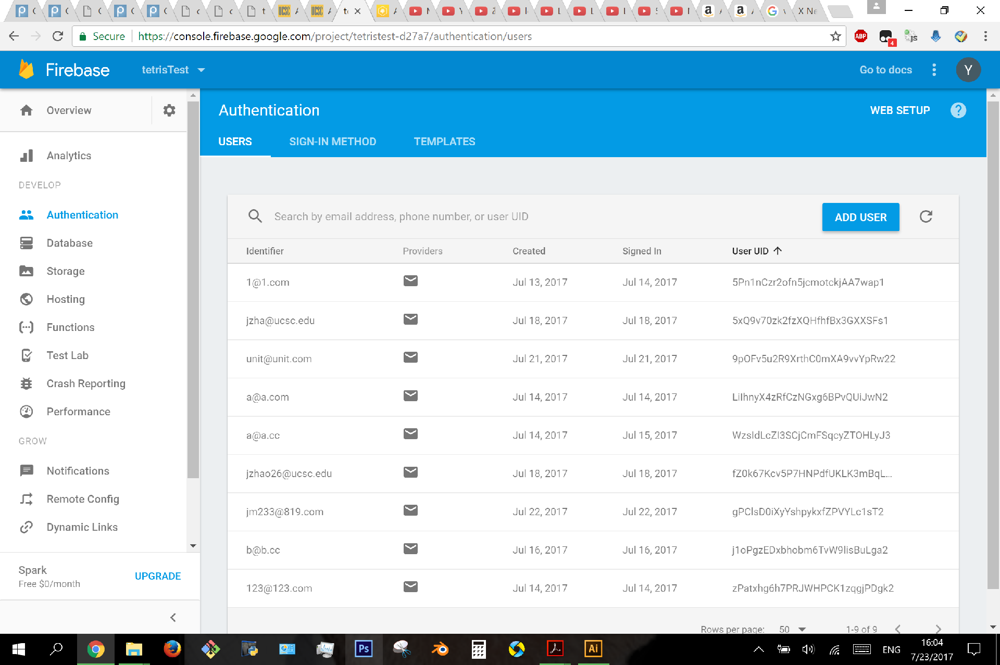 Secure https://console.firebase.google.com/project/tetristest-d27a7/authentication/users
ABP
4
js
Firebase
tetrisTest
Go to docs
Y
Overview
Authentication
WEB SETUP
?
USERS
SIGN-IN METHOD
TEMPLATES
Analytics
DEVELOP
Authentication
Database
Storage
Hosting
Functions
Test Lab
Crash Reporting
Performance
GROW
Notifications
Remote Config
Dynamic Links
Spark
Free $0/month
UPGRADE
Search by email address, phone number, or user UID
ADD USER
Identifier Providers Created Signed In User UID
1@1.com Jul 13, 2017 Jul 14, 2017 5Pn1nCzr2ofn5jcmotckjAA7wap1
jzha@ucsc.edu Jul 18, 2017 Jul 18, 2017 5xQ9v70zk2fzXQHfhfBx3GXXSFs1
unit@unit.com Jul 21, 2017 Jul 21, 2017 9pOFv5u2R9XrthC0mXA9vvYpRw22
a@a.com Jul 14, 2017 Jul 14, 2017 LiIhnyX4zRfCzNGxg6BPvQUiJwN2
a@a.cc Jul 14, 2017 Jul 15, 2017 WzsIdLcZI3SCjCmFSqcyZTOHLyJ3
jzhao26@ucsc.edu Jul 18, 2017 Jul 18, 2017 fZ0k67Kcv5P7HNPdfUKLK3mBqL...
jm233@819.com Jul 22, 2017 Jul 22, 2017 gPClsD0iXyYshpykxfZPVYLc1sT2
b@b.cc Jul 16, 2017 Jul 16, 2017 j1oPgzEDxbhobm6TvW9lisBuLga2
123@123.com Jul 14, 2017 Jul 14, 2017 zPatxhg6h7PRJWHPCK1zqgjPDgk2
Rows per page: 50 1-9 of 9
Ps
Ai
ENG
16:04
7/23/2017